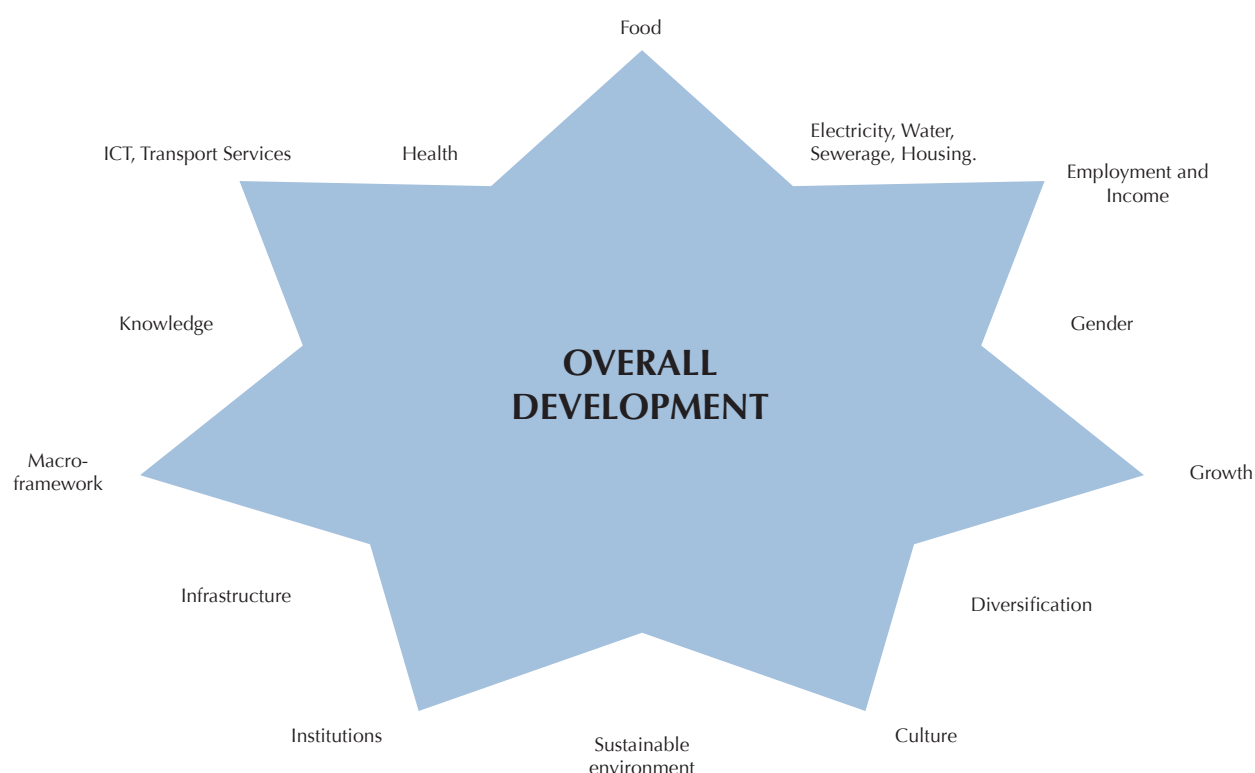 Food
Electricity, Water,
Sewerage, Housing.
ICT, Transport Services
Health
Employment and
Income
Knowledge
Gender
OVERALL
DEVELOPMENT
Macro-
framework
Growth
Infrastructure
Diversification
Institutions
Sustainable
environment
Culture